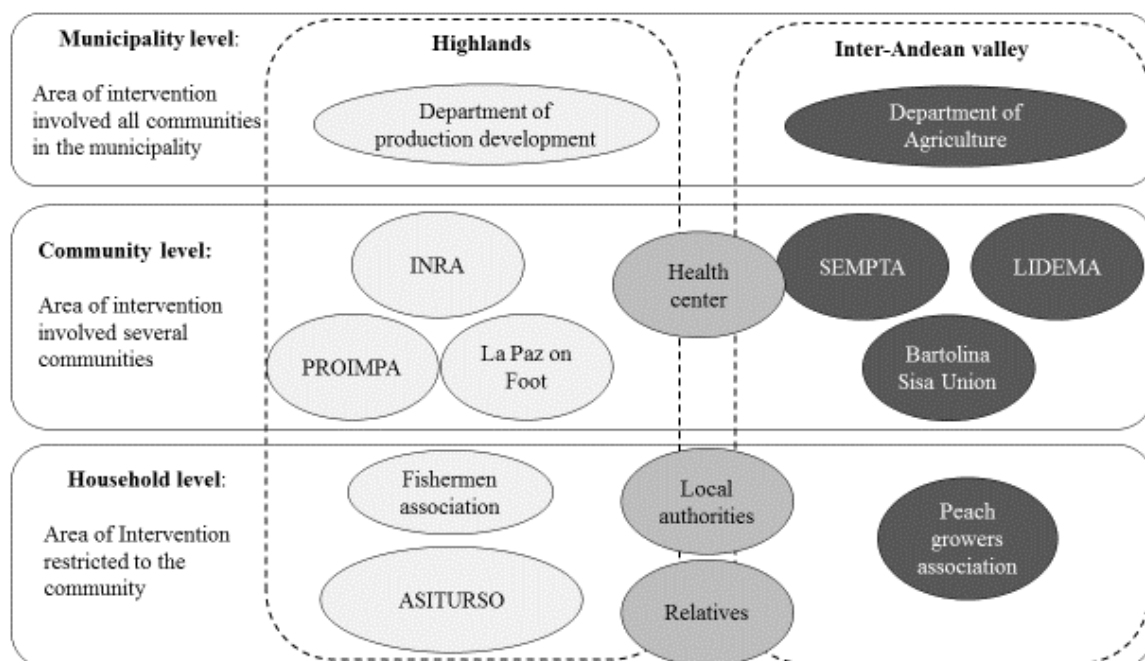 Municipality level:
Area of intervention
involved all communities
in the municipality
Highlands
Department of
production development
Inter-Andean valley
Department of
Agriculture
Community level:
Area of intervention
involved several
communities
INRA
PROIMPA
La Paz on
Foot
Health
center
SEMPTA
LIDEMA
Bartolina
Sisa Union
Household level:
Area of Intervention
restricted to the
community
Fishermen
association
ASITURSO
Local
authorities
Relatives
Peach
growers
association